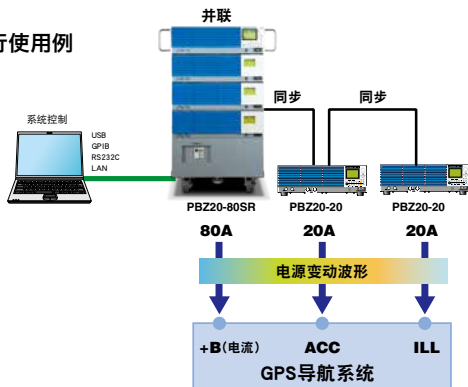 并联
行使用例
同步
同步
系统控制
USB
GPIB
RS232C
LAN
PBZ20-80SR
PBZ20-20
PBZ20-20
80A
20A
20A
电源变动波形
+B(电流)
ACC
ILL
GPS导航系统